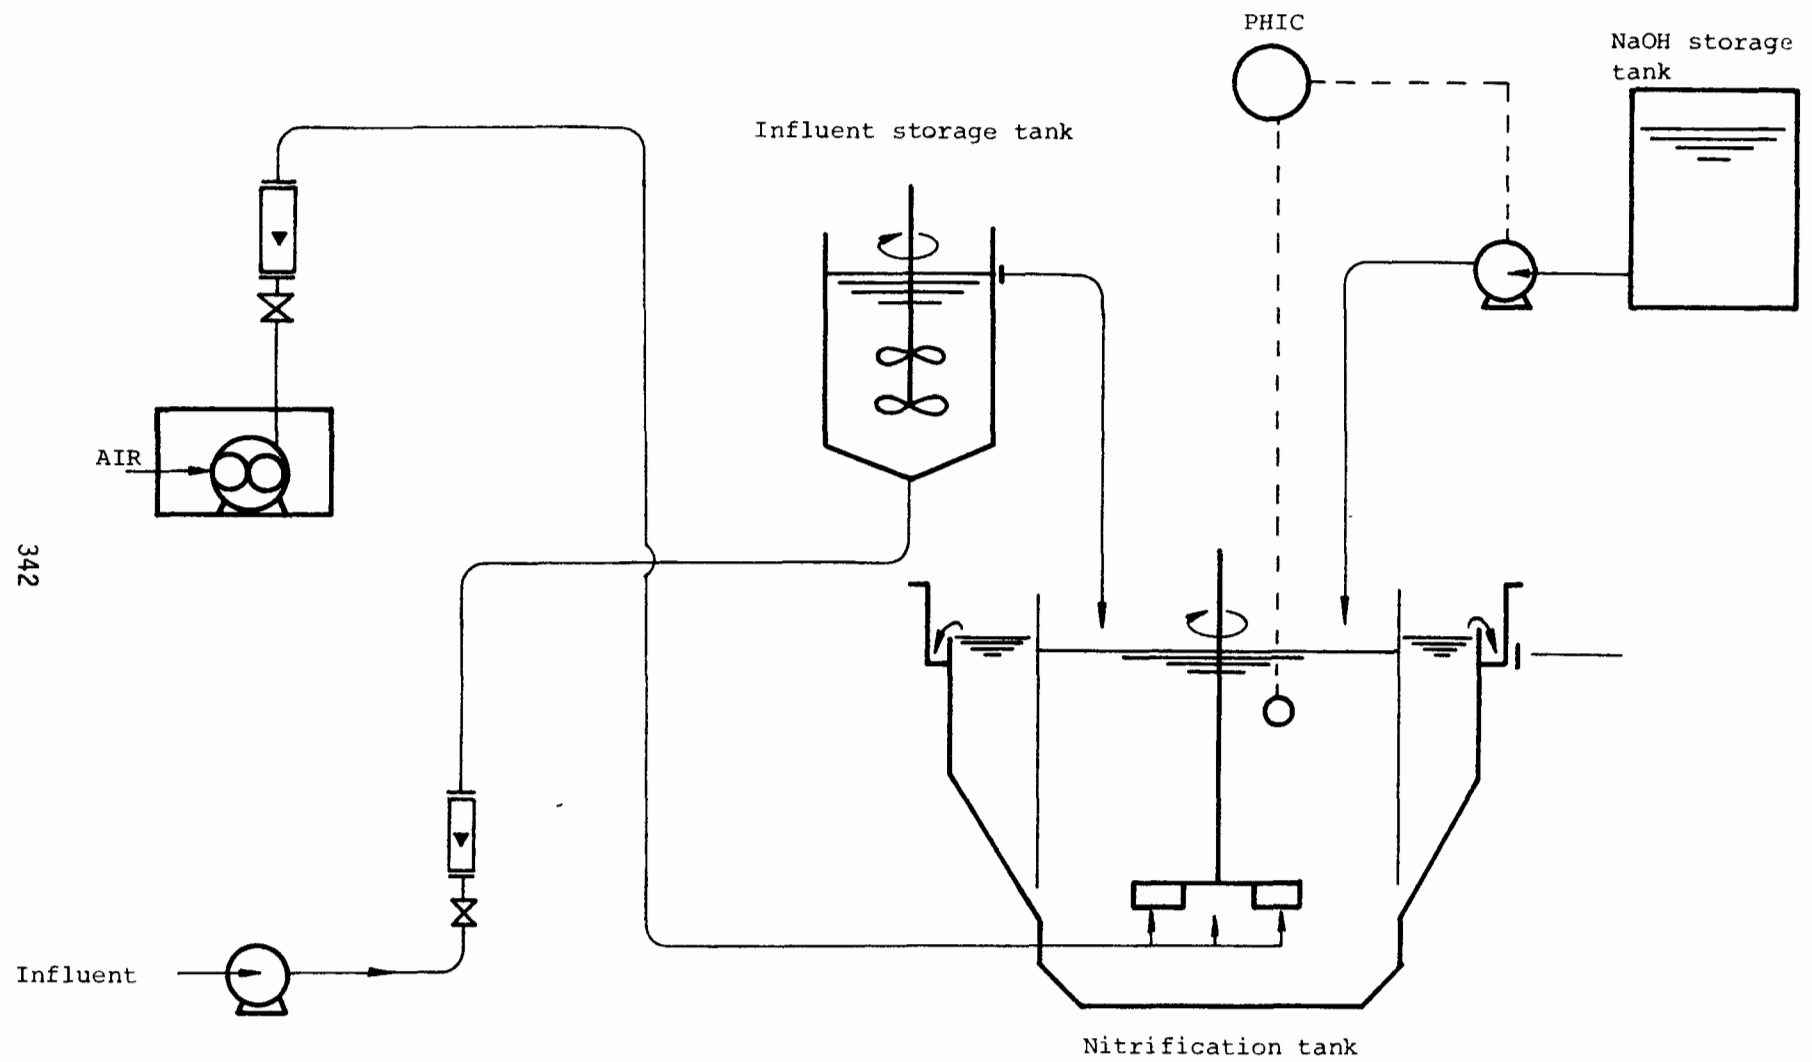 PHIC
NaOH storage
tank
Influent storage tank
AIR
342
Influent
Nitrification tank